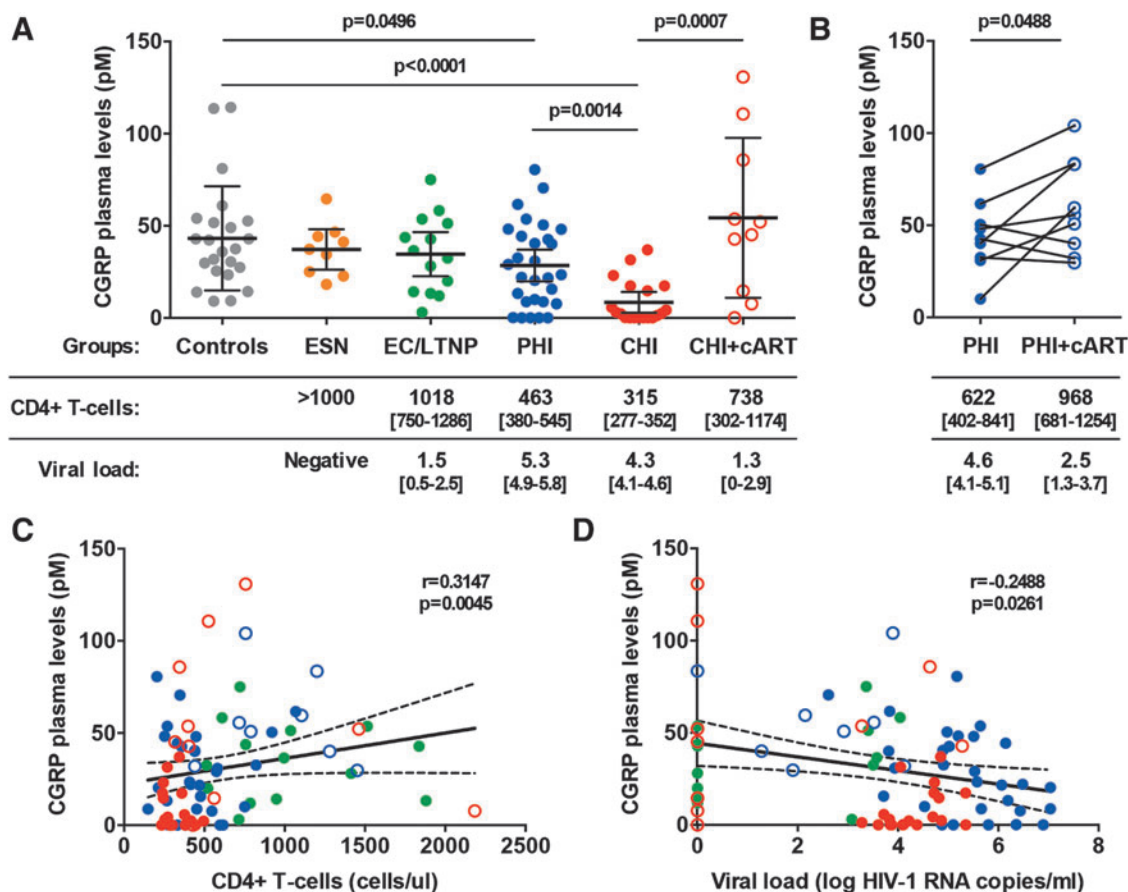 A
B
p=0.0496
p=0.0007
p=0.0488
p<0.0001
p=0.0014
CGRP plasma levels (pM)
150
100
50
0
CGRP plasma levels (pM)
150
100
50
0
Groups: Controls ESN EC/LTNP PHI CHI CHI+cART
PHI PHI+cART
CD4+ T-cells: >1000 1018 463 315 738
[750-1286] [380-545] [277-352] [302-1174]
622 968
[402-841] [681-1254]
Viral load: Negative 1.5 5.3 4.3 1.3
[0.5-2.5] [4.9-5.8] [4.1-4.6] [0-2.9]
4.6 2.5
[4.1-5.1] [1.3-3.7]
C
CGRP plasma levels (pM)
150
100
50
0
r=0.3147
p=0.0045
0 500 1000 1500 2000 2500
CD4+ T-cells (cells/ul)
D
CGRP plasma levels (pM)
150
100
50
0
r=-0.2488
p=0.0261
0 2 4 6 8
Viral load (log HIV-1 RNA copies/ml)